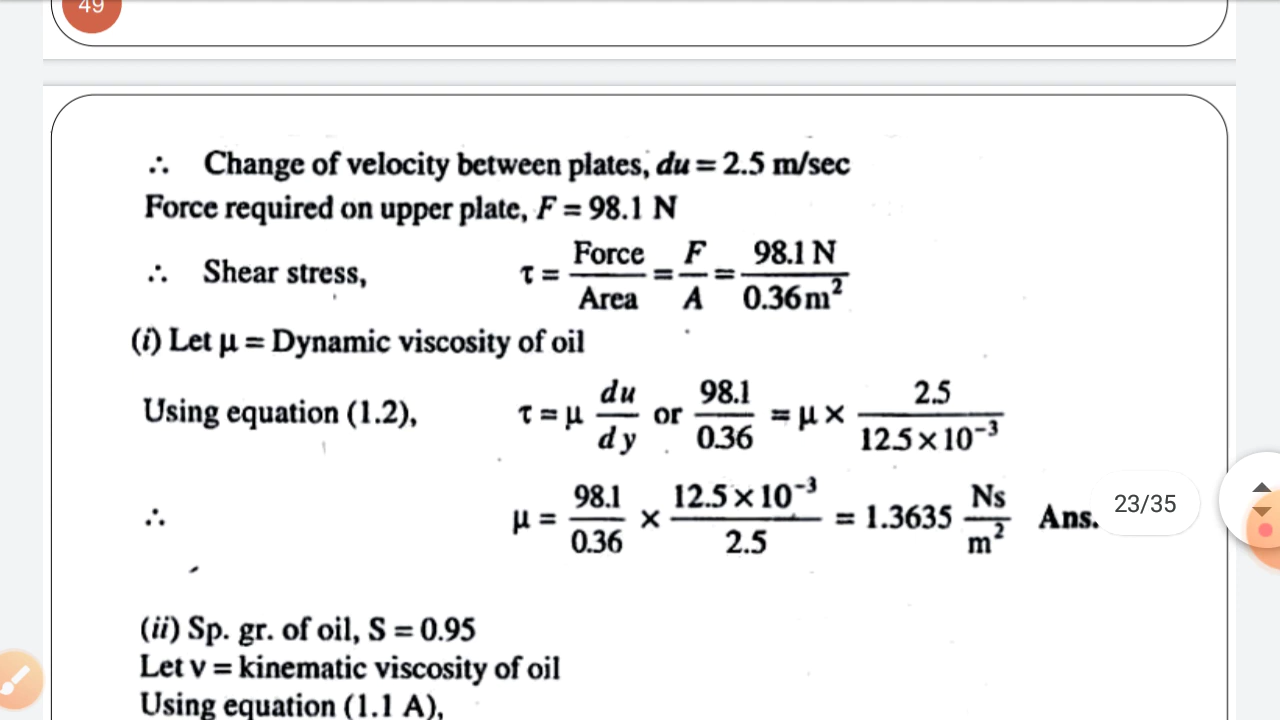 49
∴ Change of velocity between plates, du = 2.5 m/sec
Force required on upper plate, F = 98.1 N
∴ Shear stress, τ = Force/Area = F/A = 98.1 N/0.36 m²
(i) Let μ = Dynamic viscosity of oil
Using equation (1.2), τ = μ du/dy or 98.1/0.36 = μ × 2.5/12.5 × 10⁻³
∴ μ = 98.1/0.36 × 12.5 × 10⁻³/2.5 = 1.3635 Ns/m² Ans.
23/35
(ii) Sp. gr. of oil, S = 0.95
Let ν = kinematic viscosity of oil
Using equation (1.1 A),